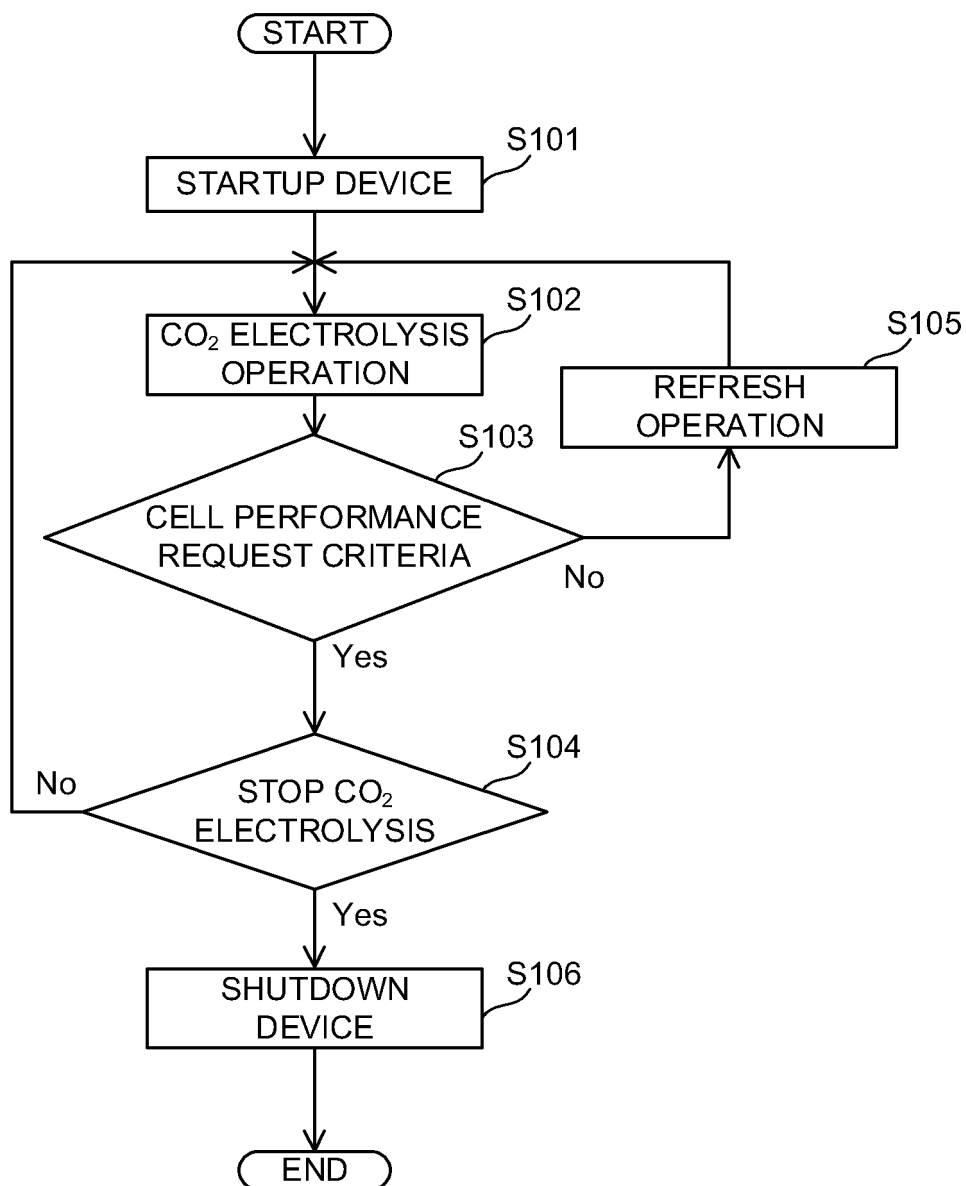 START
S101
STARTUP DEVICE
S102
CO₂ ELECTROLYSIS
OPERATION
S105
REFRESH
OPERATION
S103
CELL PERFORMANCE
REQUEST CRITERIA
No
Yes
S104
No
STOP CO₂
ELECTROLYSIS
Yes
S106
SHUTDOWN
DEVICE
END